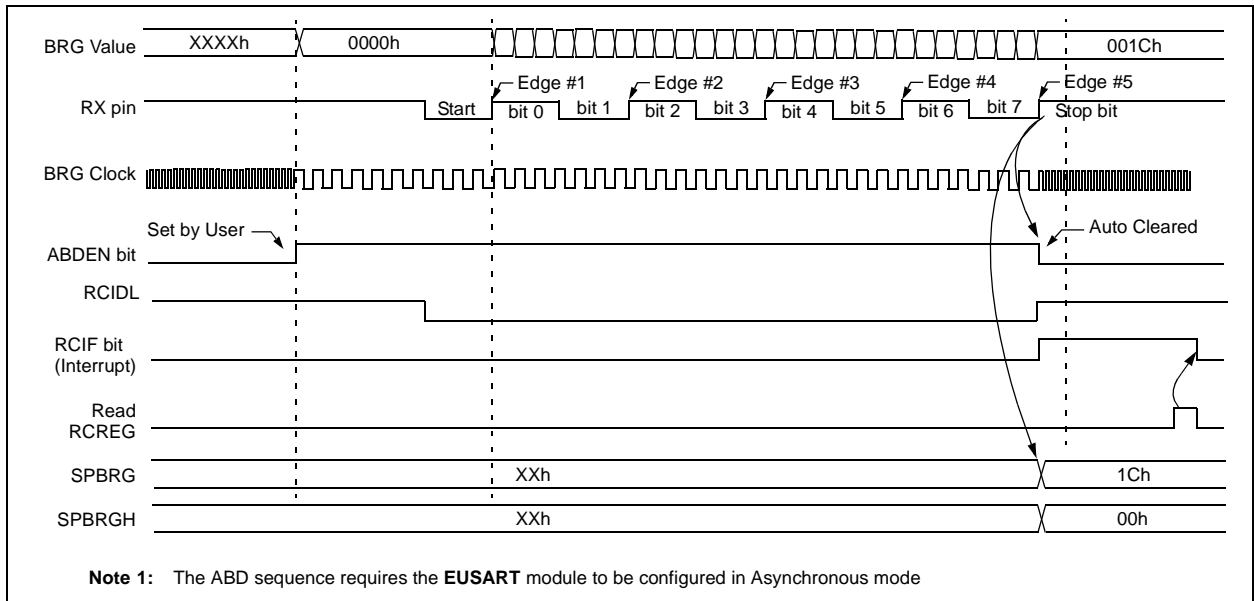 BRG Value XXXXh 0000h 001Ch
Edge #1 Edge #2 Edge #3 Edge #4 Edge #5
RX pin Start bit 0 bit 1 bit 2 bit 3 bit 4 bit 5 bit 6 bit 7 Stop bit
BRG Clock
Set by User Auto Cleared
ABDEN bit
RCIDL
RCIF bit
(Interrupt)
Read
RCREG
SPBRG XXh 1Ch
SPBRGH XXh 00h
Note 1: The ABD sequence requires the EUSART module to be configured in Asynchronous mode